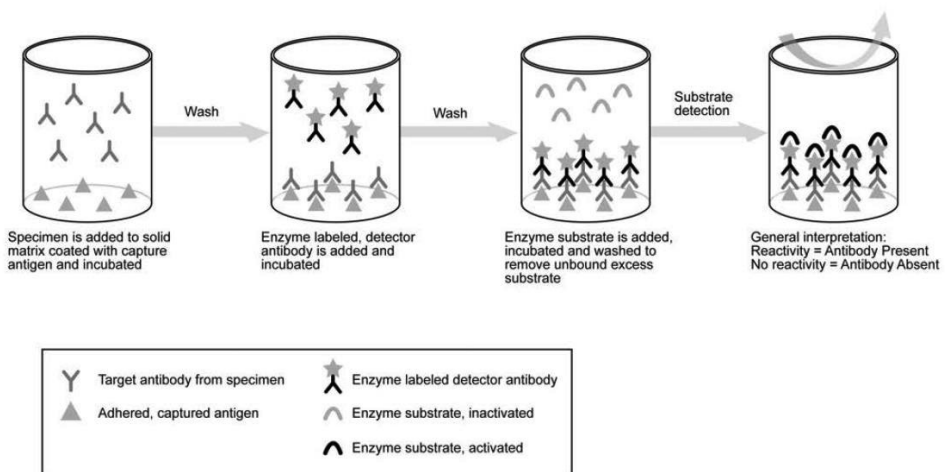 Wash
Wash
Substrate
detection
Specimen is added to solid
matrix coated with capture
antigen and incubated
Enzyme labeled, detector
antibody is added and
incubated
Enzyme substrate is added,
incubated and washed to
remove unbound excess
substrate
General interpretation:
Reactivity = Antibody Present
No reactivity = Antibody Absent
Target antibody from specimen
Adhered, captured antigen
Enzyme labeled detector antibody
Enzyme substrate, inactivated
Enzyme substrate, activated